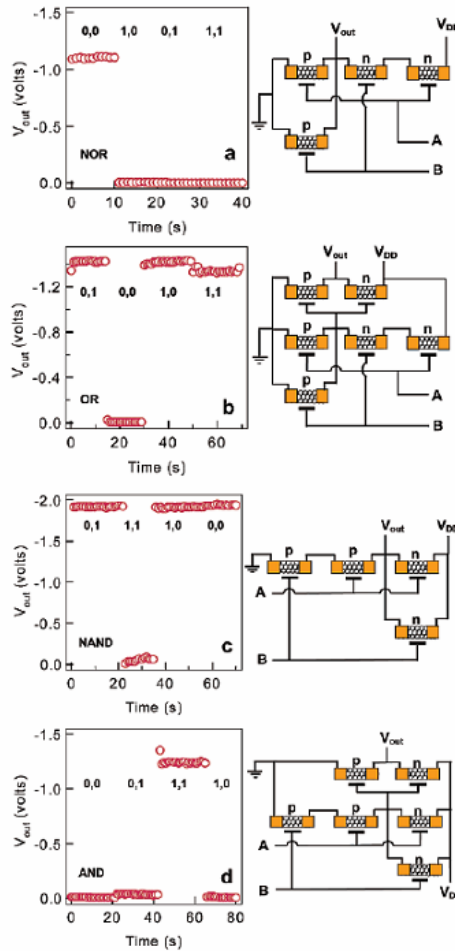 0,0 1,0 0,1 1,1
-1.5
-1.0
-0.5
0.0
V_out (volts)
NOR
a
0 10 20 30 40
Time (s)
V_out V_DD
p n n
p
A
B
0,1 0,0 1,0 1,1
-1.2
-0.8
-0.4
0.0
V_out (volts)
OR
b
0 20 40 60
Time (s)
V_out V_DD
p n
p n n
p
A
B
-2.0
-1.5
-1.0
-0.5
0.0
0,1 1,1 1,0 0,0
V_out (volts)
NAND
c
0 20 40 60
Time (s)
V_out V_DD
p p n
A
n
B
-1.5
-1.0
-0.5
0.0
0,0 0,1 1,1 1,0
V_out (volts)
AND
d
0 20 40 60 80
Time (s)
V_out
p n
p p n
A
n
B
V_D